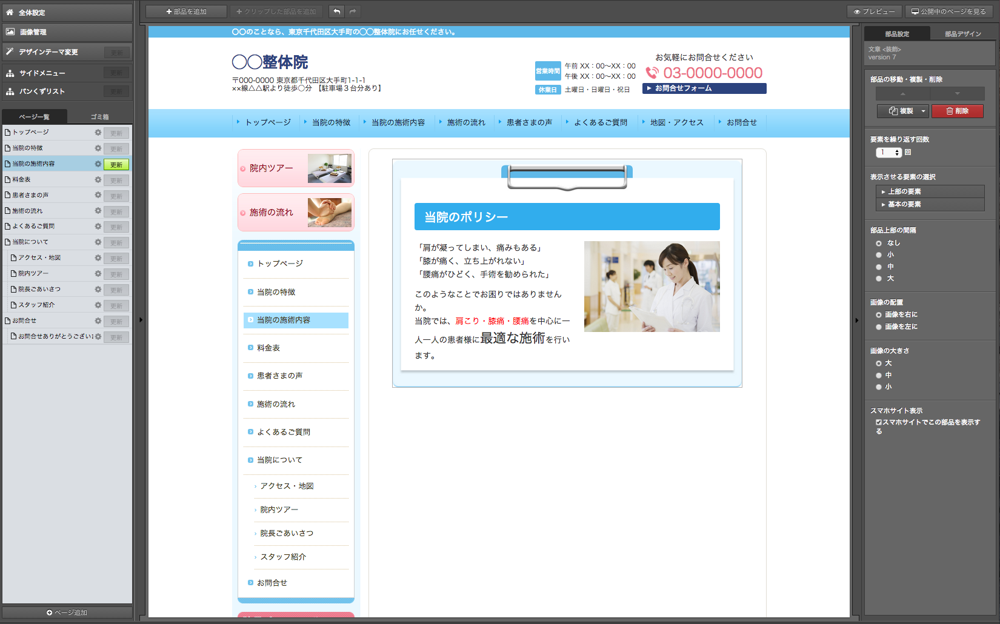 全体設定
画像管理
デザインテーマ変更
更新
サイドメニュー
更新
パンくずリスト
更新
ページ一覧
ゴミ箱
トップページ
更新
当院の特徴
更新
当院の施術内容
更新
料金表
更新
患者さまの声
更新
施術の流れ
更新
よくあるご質問
更新
当院について
更新
アクセス・地図
更新
院内ツアー
更新
院長ごあいさつ
更新
スタッフ紹介
更新
お問合せ
更新
お問合せありがとうござい
更新
ページ追加
部品を追加
クリップした部品を追加
プレビュー
公開中のページを見る
〇〇のことなら、東京千代田区大手町の〇〇整体院にお任せください。
〇〇整体院
〒000-0000 東京都千代田区大手町1-1-1
××線△△駅より徒歩〇分 【駐車場３台分あり】
営業時間
午前 XX：00～XX：00
午後 XX：00～XX：00
休業日
土曜日・日曜日・祝日
お気軽にお問合せください
03-0000-0000
お問合せフォーム
トップページ
当院の特徴
当院の施術内容
施術の流れ
患者さまの声
よくあるご質問
地図・アクセス
お問合せ
院内ツアー
施術の流れ
トップページ
当院の特徴
当院の施術内容
料金表
患者さまの声
施術の流れ
よくあるご質問
当院について
アクセス・地図
院内ツアー
院長ごあいさつ
スタッフ紹介
お問合せ
当院のポリシー
「肩が凝ってしまい、痛みもある」
「膝が痛く、立ち上がれない」
「腰痛がひどく、手術を勧められた」
このようなことでお困りではありません
か。
当院では、肩こり・膝痛・腰痛を中心に一
人一人の患者様に最適な施術を行い
ます。
部品設定
部品デザイン
文章 <装飾>
version 7
部品の移動・複製・削除
複製
削除
要素を繰り返す回数
1 回
表示させる要素の選択
上部の要素
基本の要素
部品上部の間隔
なし
小
中
大
画像の配置
画像を右に
画像を左に
画像の大きさ
大
中
小
スマホサイト表示
スマホサイトでこの部品を表示す
る